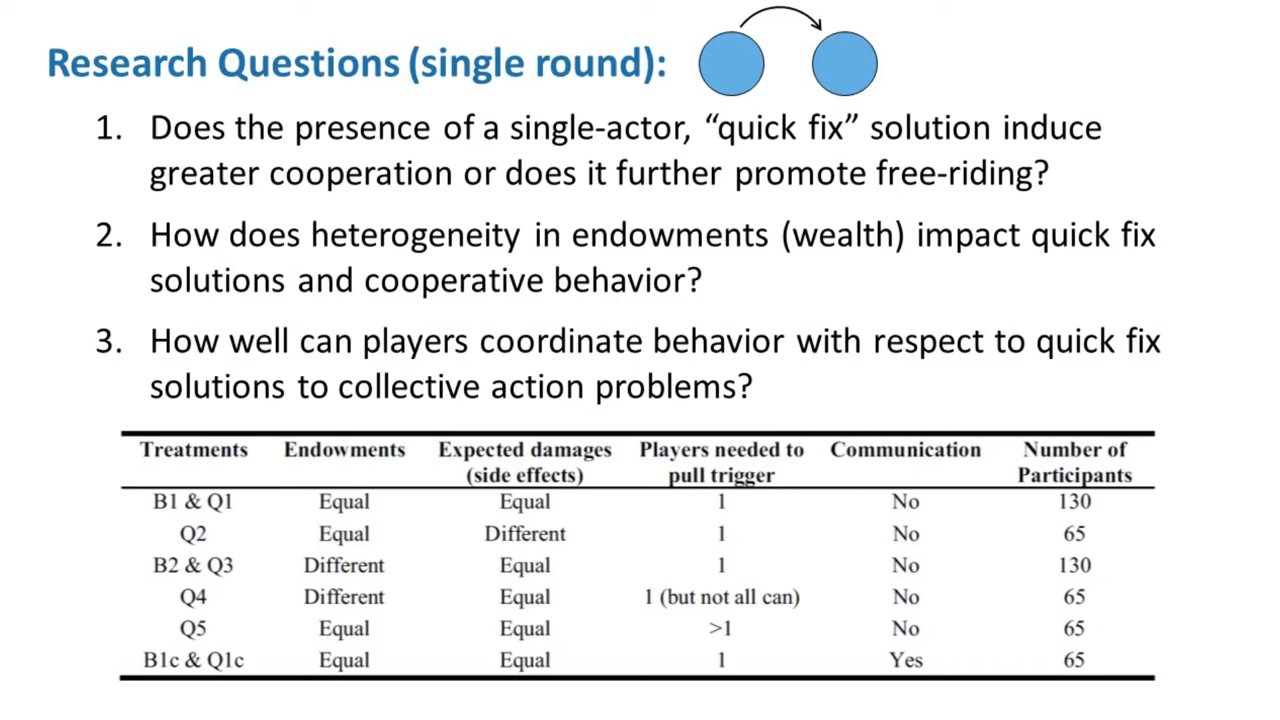 Research Questions (single round):
1. Does the presence of a single-actor, “quick fix” solution induce
greater cooperation or does it further promote free-riding?
2. How does heterogeneity in endowments (wealth) impact quick fix
solutions and cooperative behavior?
3. How well can players coordinate behavior with respect to quick fix
solutions to collective action problems?
Treatments Endowments Expected damages (side effects) Players needed to pull trigger Communication Number of Participants
B1 & Q1 Equal Equal 1 No 130
Q2 Equal Different 1 No 65
B2 & Q3 Different Equal 1 No 130
Q4 Different Equal 1 (but not all can) No 65
Q5 Equal Equal >1 No 65
B1c & Q1c Equal Equal 1 Yes 65